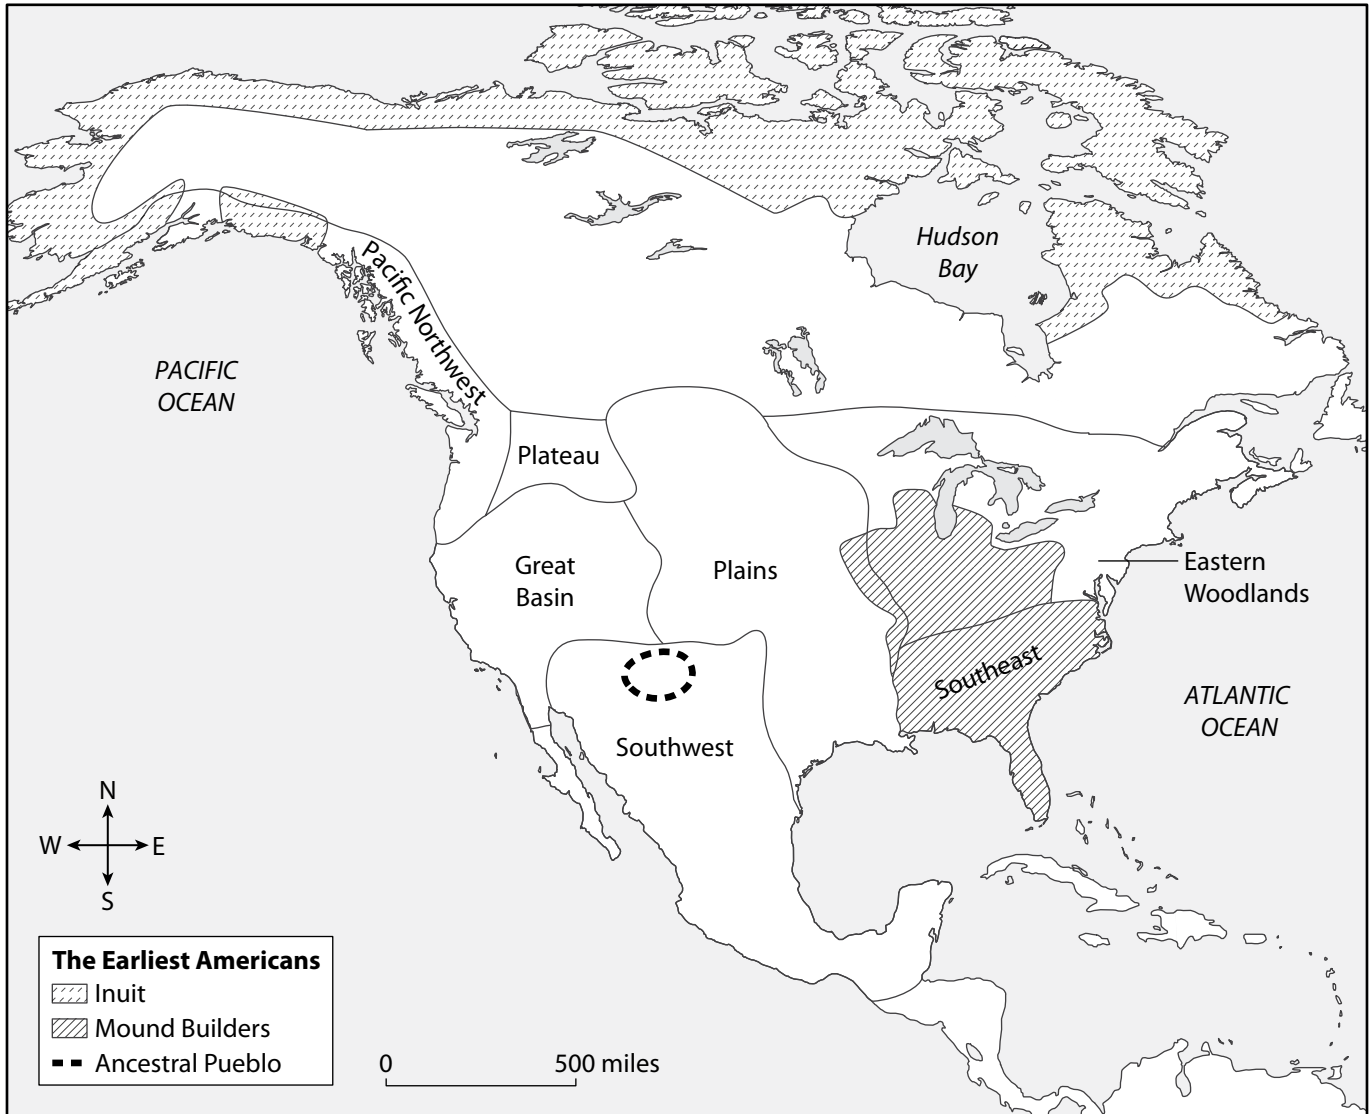 Hudson
Bay
Pacific Northwest
PACIFIC
OCEAN
Plateau
Great
Basin
Plains
Eastern
Woodlands
Southeast
ATLANTIC
OCEAN
Southwest
N
W E
S
The Earliest Americans
Inuit
Mound Builders
Ancestral Pueblo
0 500 miles